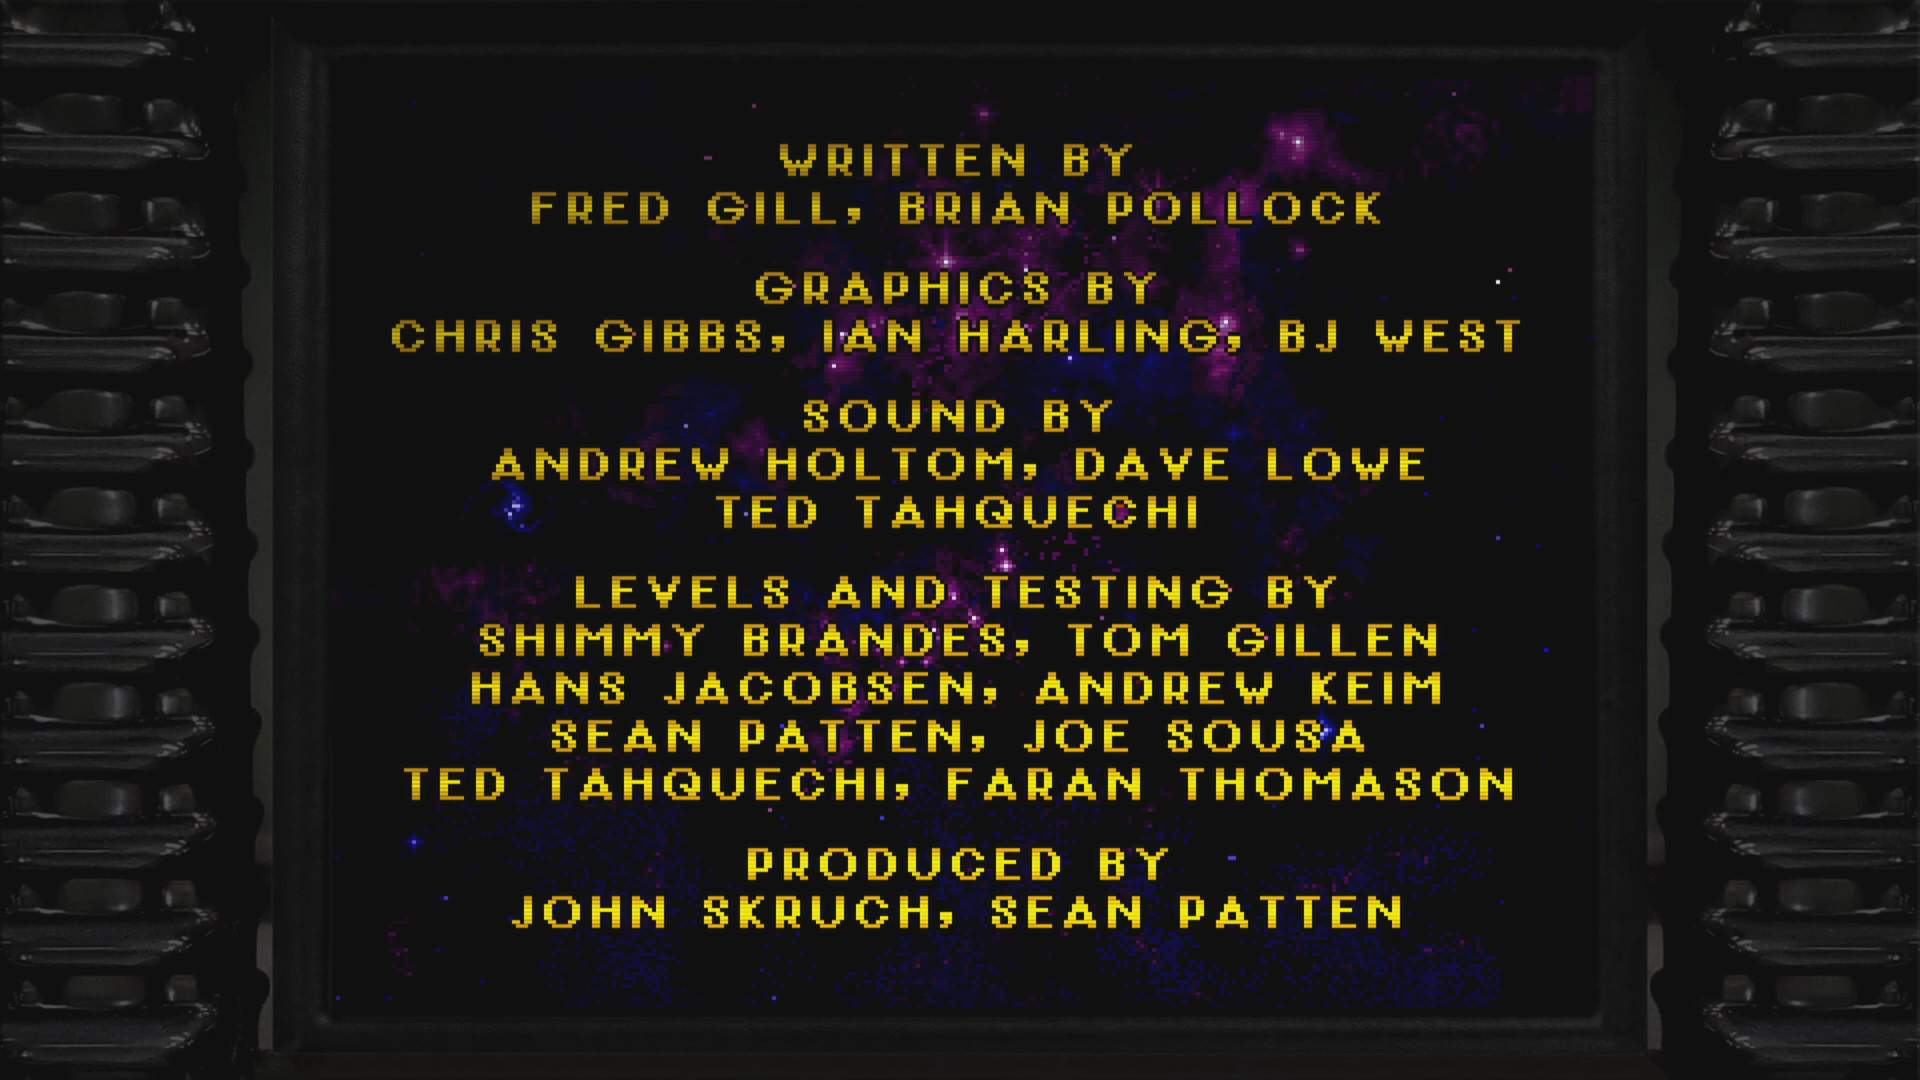 WRITTEN BY
FRED GILL, BRIAN POLLOCK
GRAPHICS BY
CHRIS GIBBS, IAN HARLING, BJ WEST
SOUND BY
ANDREW HOLTOM, DAVE LOWE
TED TAHQUECHI
LEVELS AND TESTING BY
SHIMMY BRANDES, TOM GILLEN
HANS JACOBSEN, ANDREW KEIM
SEAN PATTEN, JOE SOUSA
TED TAHQUECHI, FARAN THOMASON
PRODUCED BY
JOHN SKRUCH, SEAN PATTEN